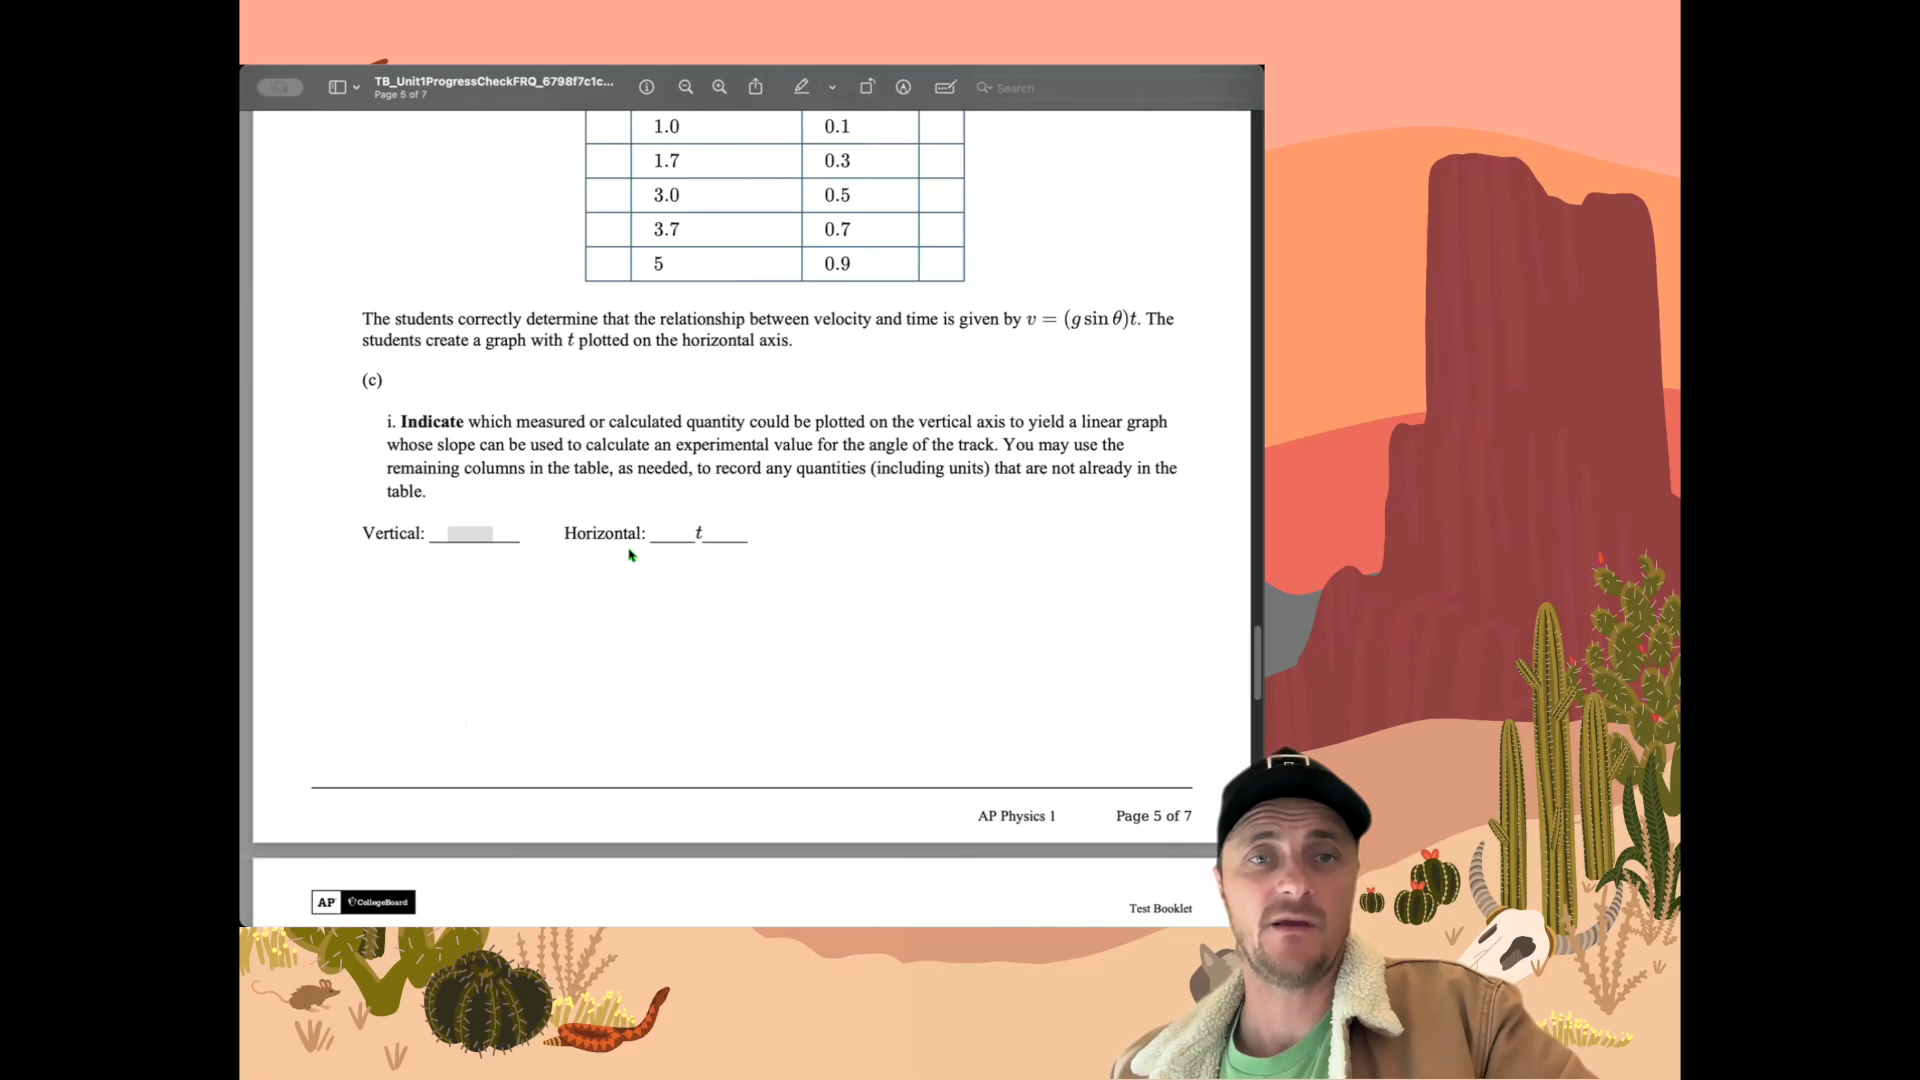 TB_Unit1ProgressCheckFRQ_6798f7c1c...
Page 5 of 7
Search
1.0 0.1
1.7 0.3
3.0 0.5
3.7 0.7
5 0.9
The students correctly determine that the relationship between velocity and time is given by v = (g sin θ)t. The
students create a graph with t plotted on the horizontal axis.
(c)
i. Indicate which measured or calculated quantity could be plotted on the vertical axis to yield a linear graph
whose slope can be used to calculate an experimental value for the angle of the track. You may use the
remaining columns in the table, as needed, to record any quantities (including units) that are not already in the
table.
Vertical: ________ Horizontal: ____t____
AP Physics 1 Page 5 of 7
AP CollegeBoard
Test Booklet